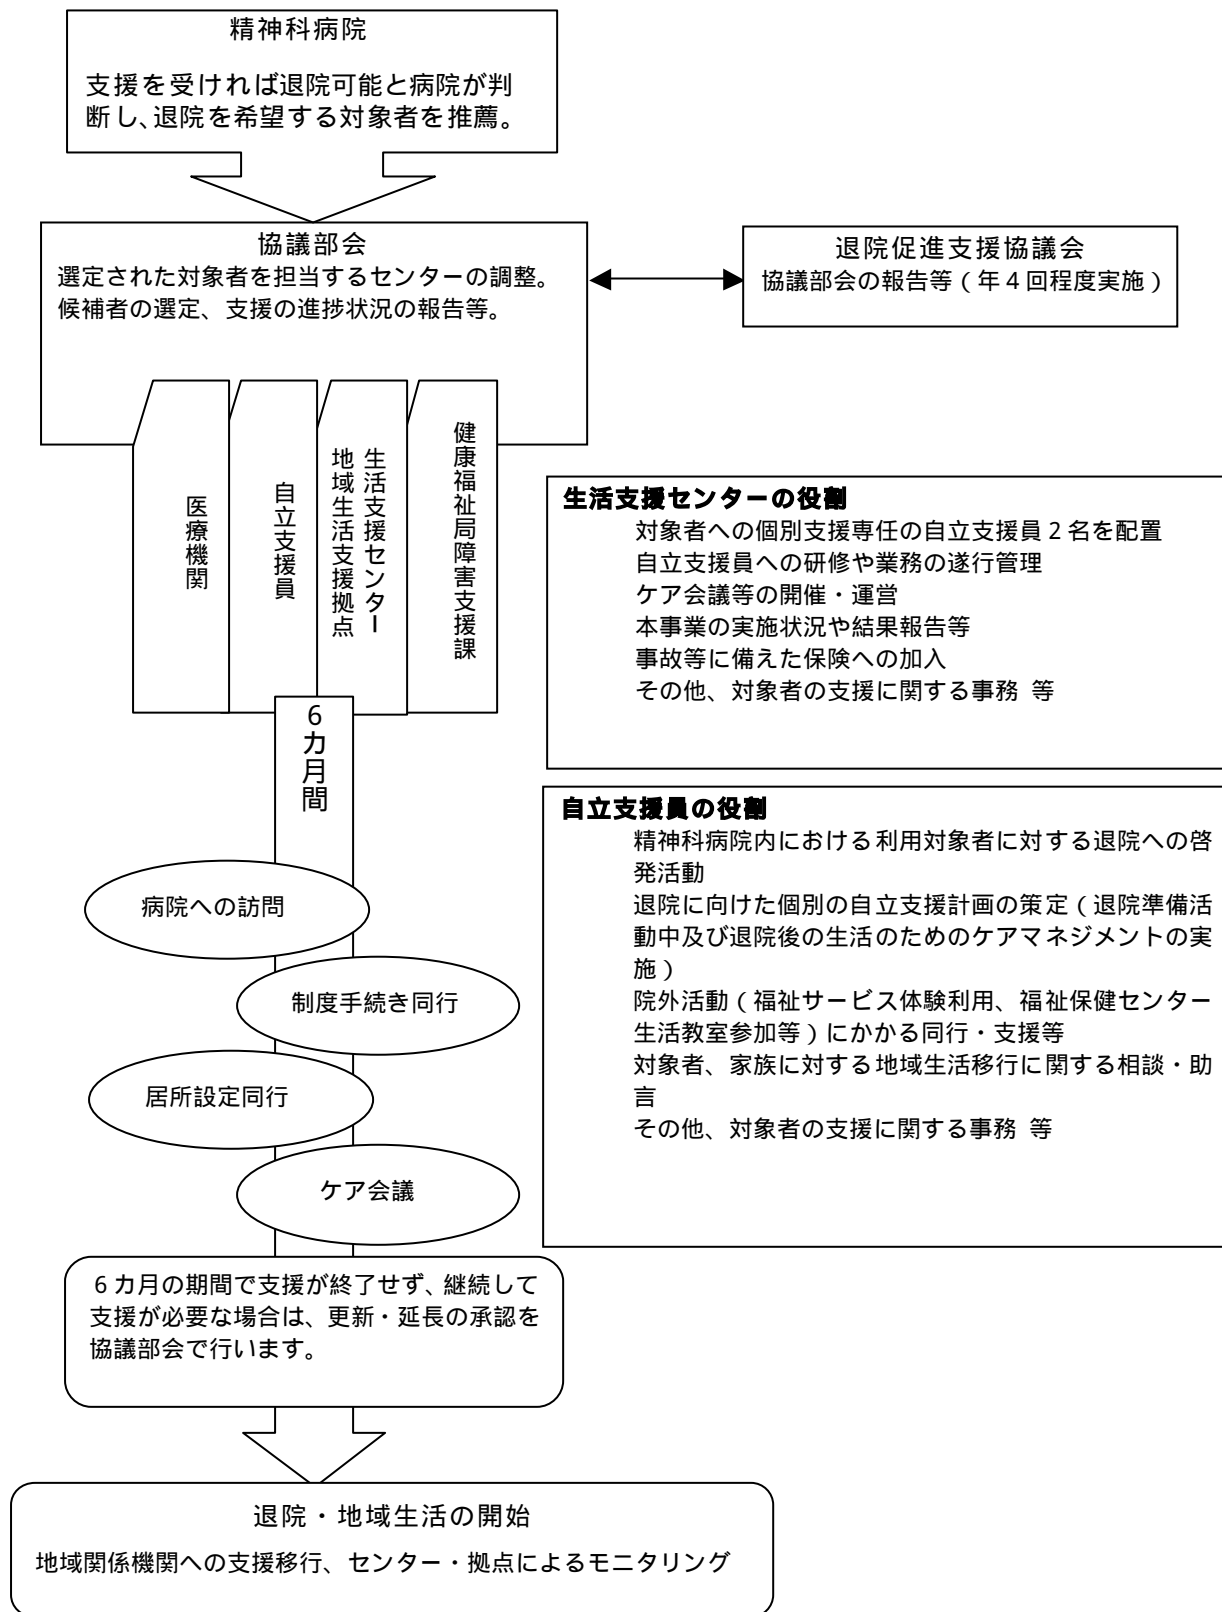 精神科病院
支援を受ければ退院可能と病院が判
断し、退院を希望する対象者を推薦。
協議部会
選定された対象者を担当するセンターの調整。
候補者の選定、支援の進捗状況の報告等。
退院促進支援協議会
協議部会の報告等（年４回程度実施）
医療機関
自立支援員
生活支援センター
地域生活支援拠点
健康福祉局障害支援課
６カ月間
病院への訪問
制度手続き同行
居所設定同行
ケア会議
生活支援センターの役割
対象者への個別支援専任の自立支援員２名を配置
自立支援員への研修や業務の遂行管理
ケア会議等の開催・運営
本事業の実施状況や結果報告等
事故等に備えた保険への加入
その他、対象者の支援に関する事務 等
自立支援員の役割
精神科病院内における利用対象者に対する退院への啓
発活動
退院に向けた個別の自立支援計画の策定（退院準備活
動中及び退院後の生活のためのケアマネジメントの実
施）
院外活動（福祉サービス体験利用、福祉保健センター
生活教室参加等）にかかる同行・支援等
対象者、家族に対する地域生活移行に関する相談・助
言
その他、対象者の支援に関する事務 等
６カ月の期間で支援が終了せず、継続して
支援が必要な場合は、更新・延長の承認を
協議部会で行います。
退院・地域生活の開始
地域関係機関への支援移行、センター・拠点によるモニタリング